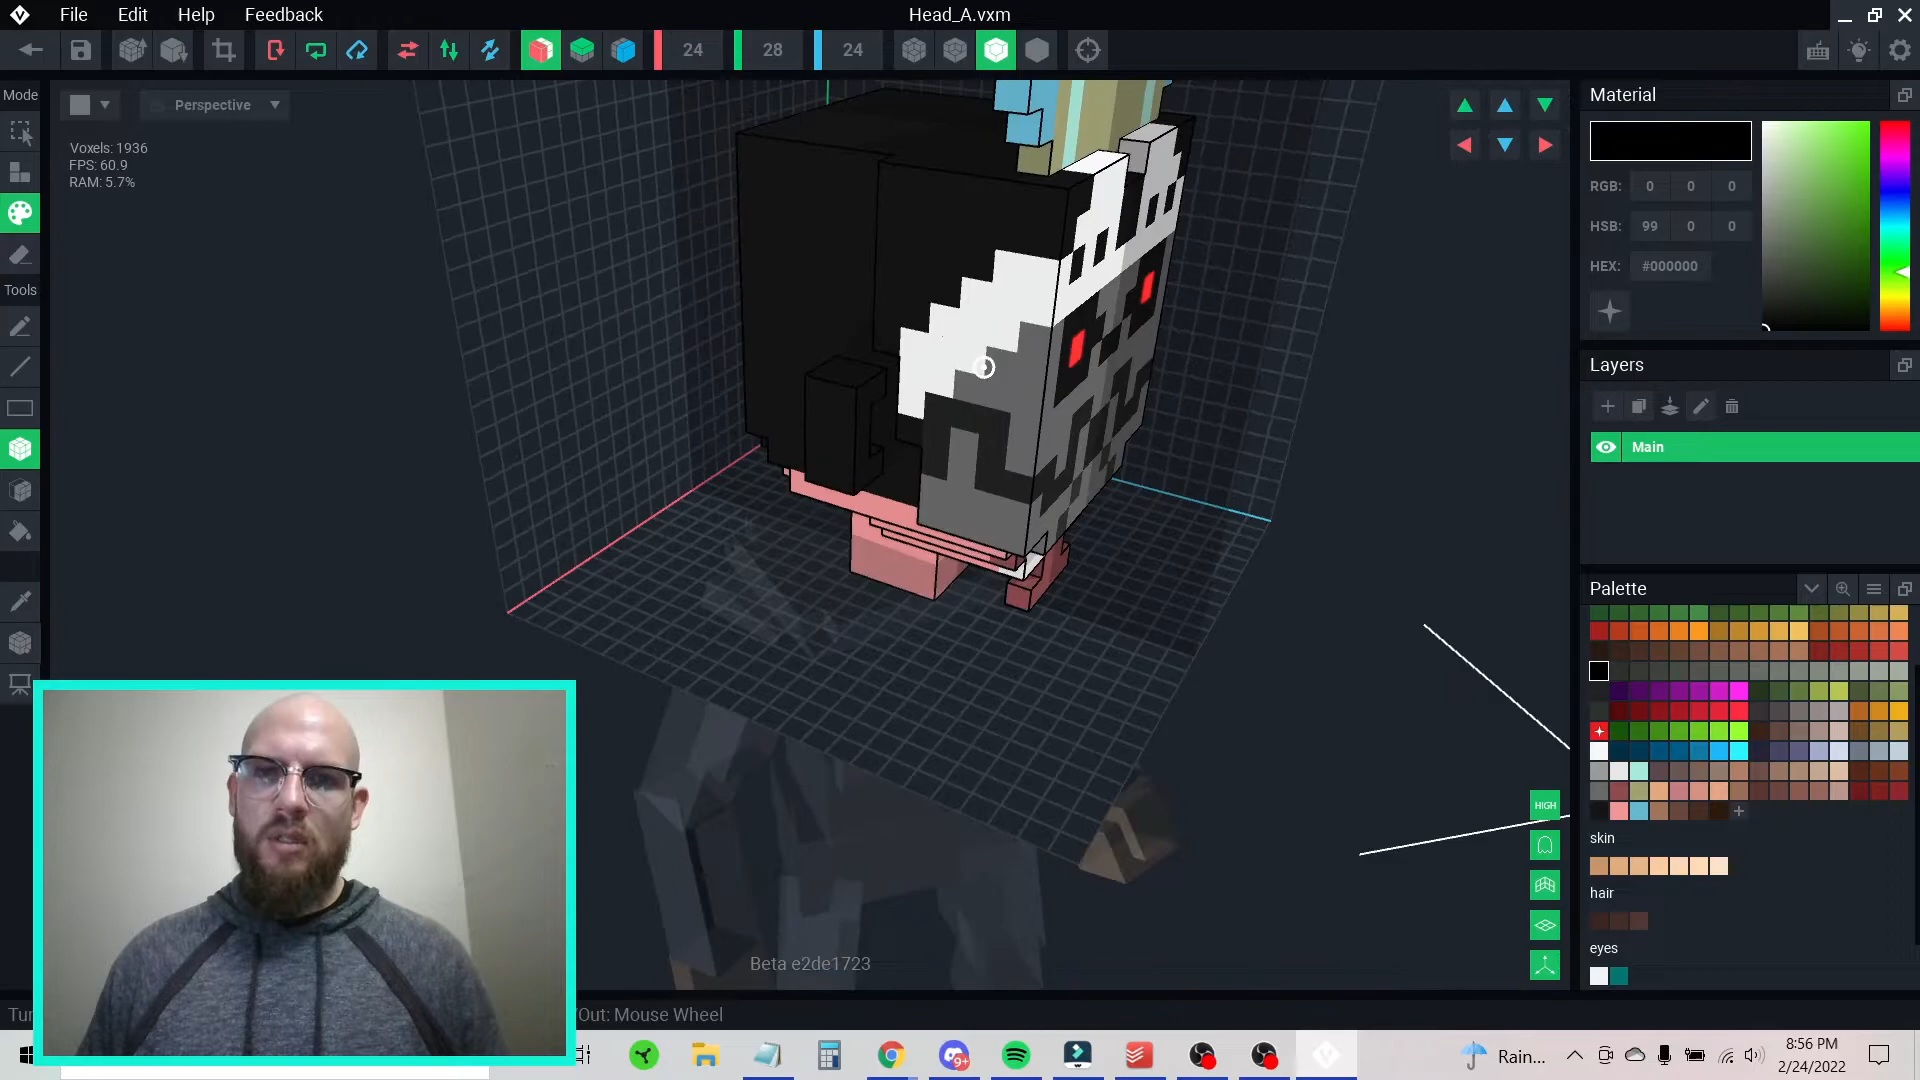 File Edit Help Feedback Head_A.vxm
24 28 24
Mode
Perspective
Voxels: 1936
FPS: 60.9
RAM: 5.7%
Tools
Material
RGB: 0 0 0
HSB: 99 0 0
HEX: #000000
Layers
Main
Palette
skin
hair
eyes
HIGH
Beta e2de1723
Tur
/Out: Mouse Wheel
9+
Rain...
8:56 PM
2/24/2022